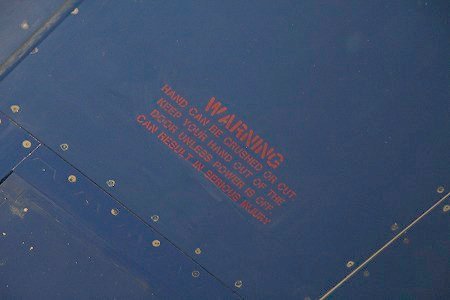 WARNING
HAND CAN BE CRUSHED OR CUT.
KEEP YOUR HAND OUT OF THE
DOOR UNLESS POWER IS OFF.
CAN RESULT IN SERIOUS INJURY.